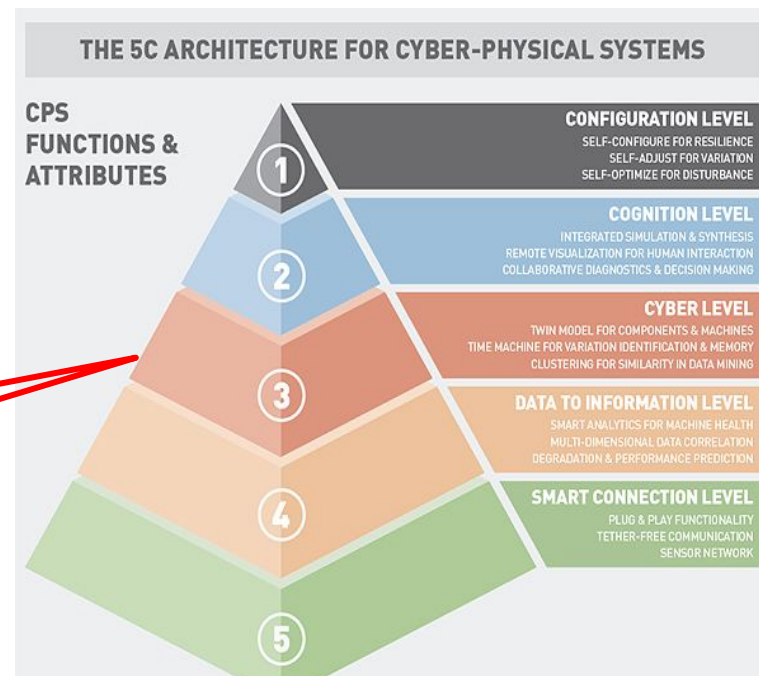 THE 5C ARCHITECTURE FOR CYBER-PHYSICAL SYSTEMS
CPS
FUNCTIONS &
ATTRIBUTES
1
CONFIGURATION LEVEL
SELF-CONFIGURE FOR RESILIENCE
SELF-ADJUST FOR VARIATION
SELF-OPTIMIZE FOR DISTURBANCE
2
COGNITION LEVEL
INTEGRATED SIMULATION & SYNTHESIS
REMOTE VISUALIZATION FOR HUMAN INTERACTION
COLLABORATIVE DIAGNOSTICS & DECISION MAKING
3
CYBER LEVEL
TWIN MODEL FOR COMPONENTS & MACHINES
TIME MACHINE FOR VARIATION IDENTIFICATION & MEMORY
CLUSTERING FOR SIMILARITY IN DATA MINING
4
DATA TO INFORMATION LEVEL
SMART ANALYTICS FOR MACHINE HEALTH
MULTI-DIMENSIONAL DATA CORRELATION
DEGRADATION & PERFORMANCE PREDICTION
5
SMART CONNECTION LEVEL
PLUG & PLAY FUNCTIONALITY
TETHER-FREE COMMUNICATION
SENSOR NETWORK